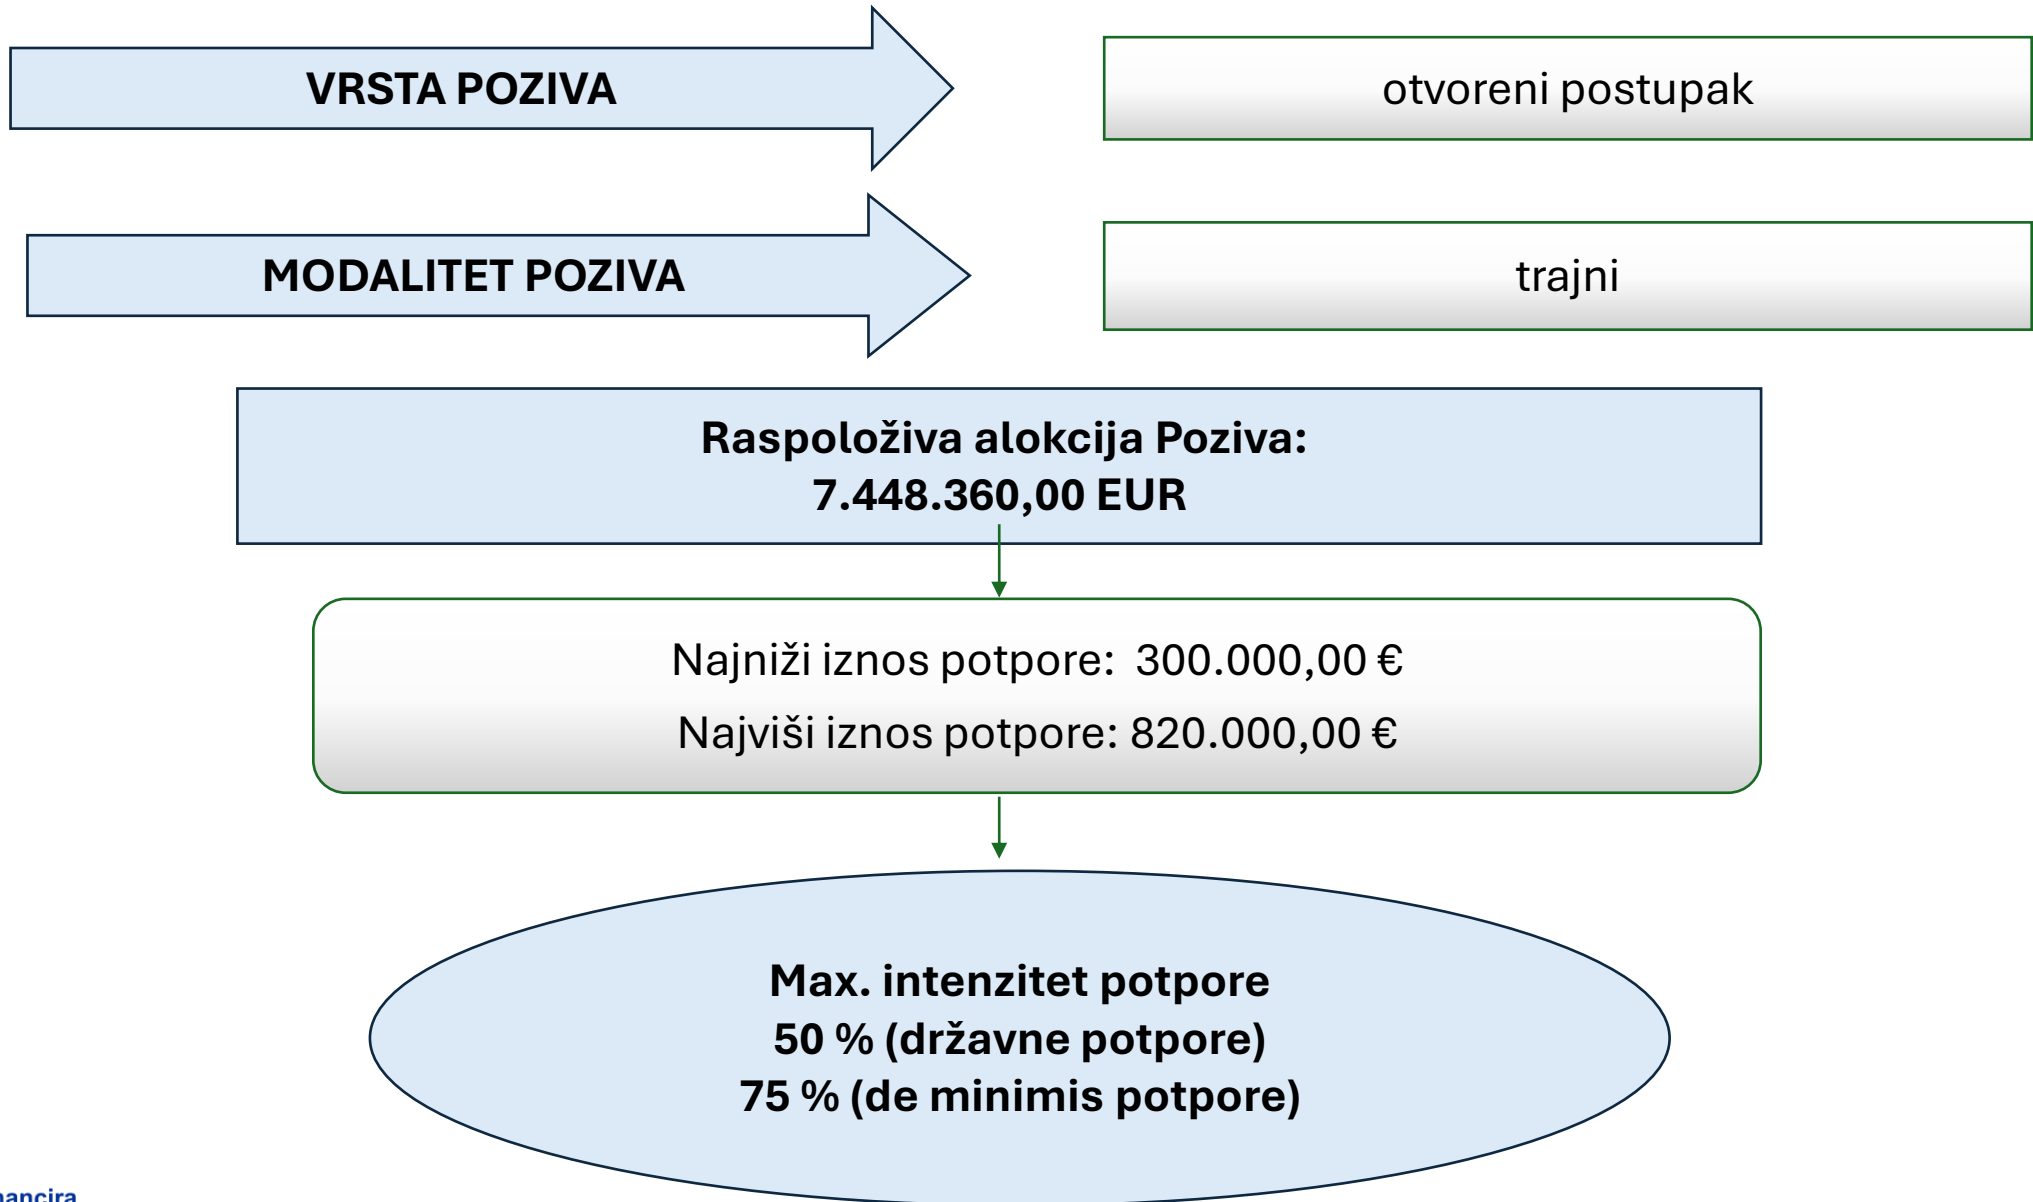 VRSTA POZIVA
otvoreni postupak
MODALITET POZIVA
trajni
Raspoloživa alokcija Poziva:
7.448.360,00 EUR
Najniži iznos potpore: 300.000,00 €
Najviši iznos potpore: 820.000,00 €
Max. intenzitet potpore
50 % (državne potpore)
75 % (de minimis potpore)